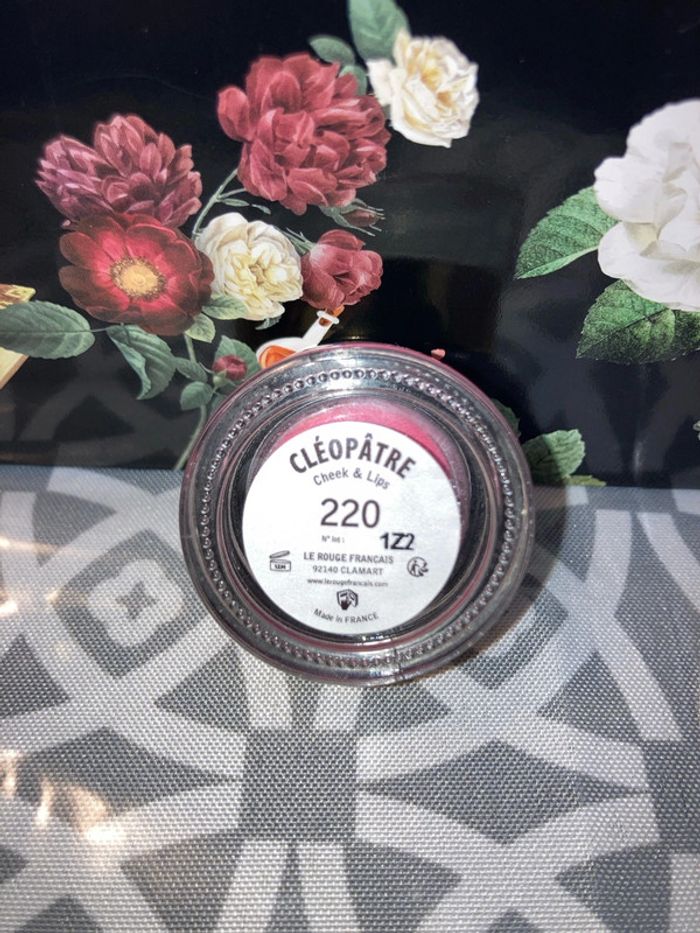 CLÉOPÂTRE
Cheek & Lips
220
N° lot : 1Z2
LE ROUGE FRANCAIS
92140 CLAMART
www.lerougefrancais.com
Made in FRANCE